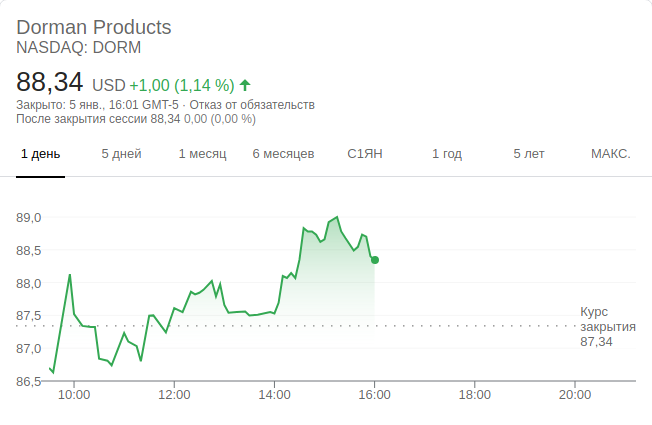 Dorman Products
NASDAQ: DORM
88,34 USD +1,00 (1,14 %)
Закрыто: 5 янв., 16:01 GMT-5 · Отказ от обязательств
После закрытия сессии 88,34 0,00 (0,00 %)
1 день 5 дней 1 месяц 6 месяцев С1ЯН 1 год 5 лет МАКС.
89,0
88,5
88,0
87,5
87,0
86,5
Курс
закрытия
87,34
10:00 12:00 14:00 16:00 18:00 20:00